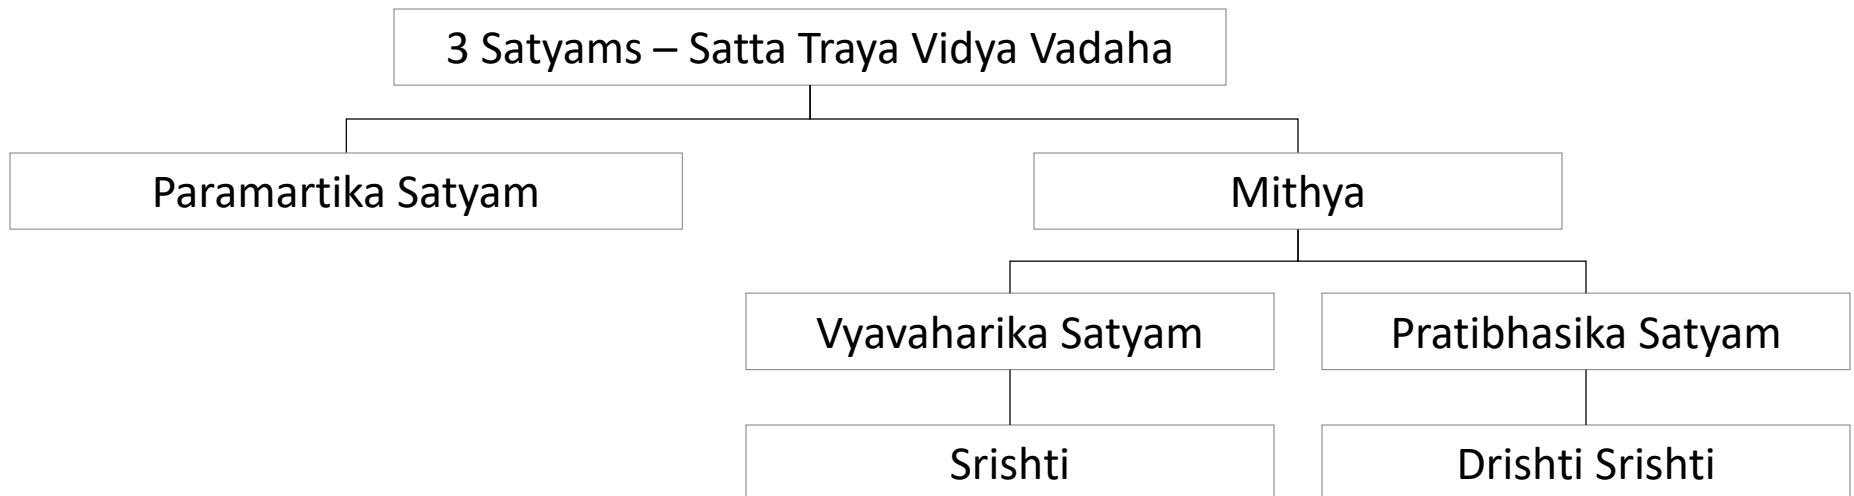 3 Satyams – Satta Traya Vidya Vadaha
Paramartika Satyam
Mithya
Vyavaharika Satyam
Pratibhasika Satyam
Srishti
Drishti Srishti